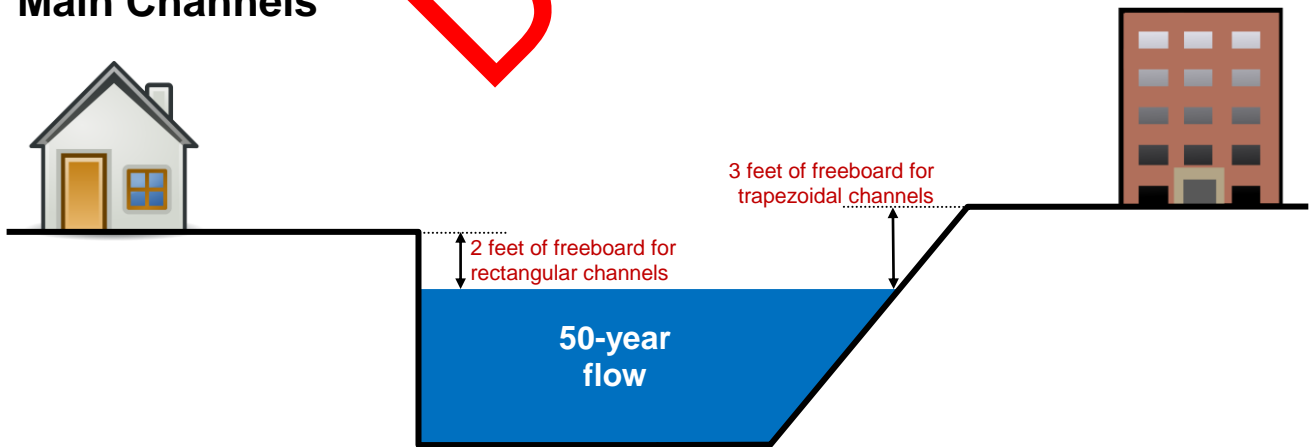 Main Channels
3 feet of freeboard for
trapezoidal channels
2 feet of freeboard for
rectangular channels
50-year
flow